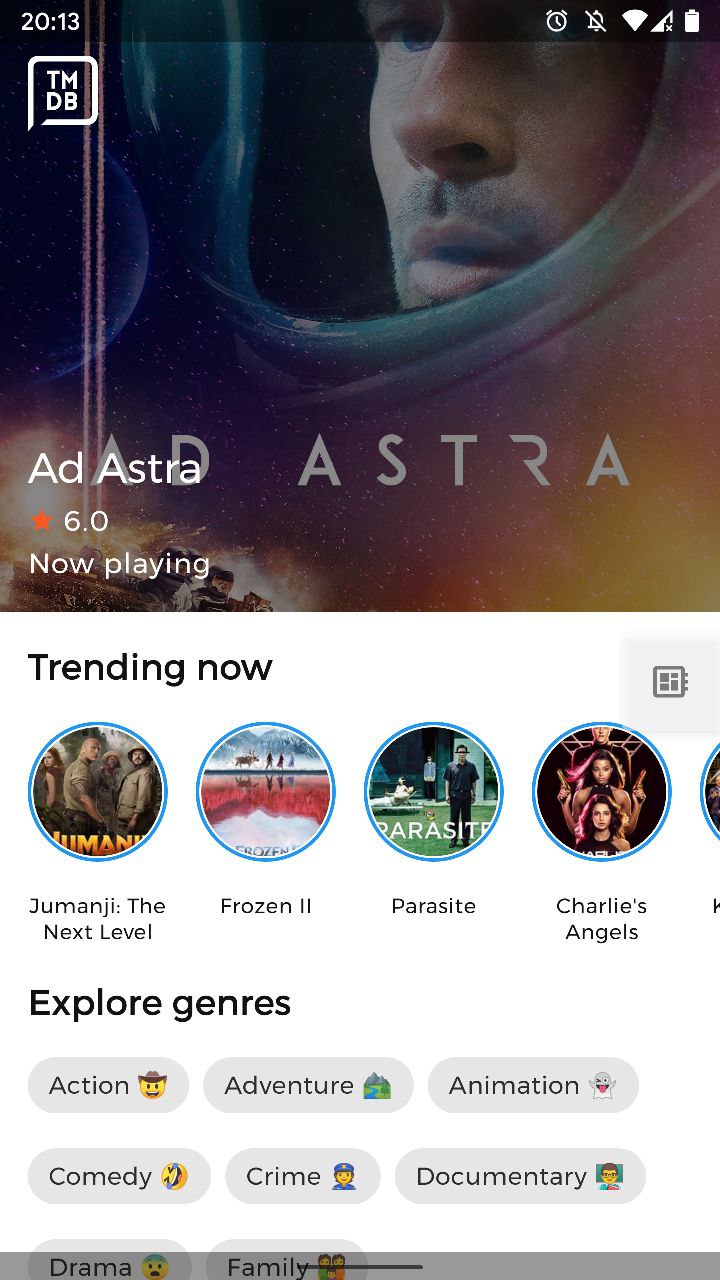 20:13
TM
DB
AD ASTRA
Ad Astra
6.0
Now playing
Trending now
JUMANJI
FROZEN II
PARASITE
Jumanji: The
Next Level
Frozen II
Parasite
Charlie's
Angels
K
Explore genres
Action 🤠
Adventure 🏞️
Animation 👻
Comedy 🤣
Crime 👮
Documentary 👨‍🏫
Drama 😨
Family 👨‍👩‍👧